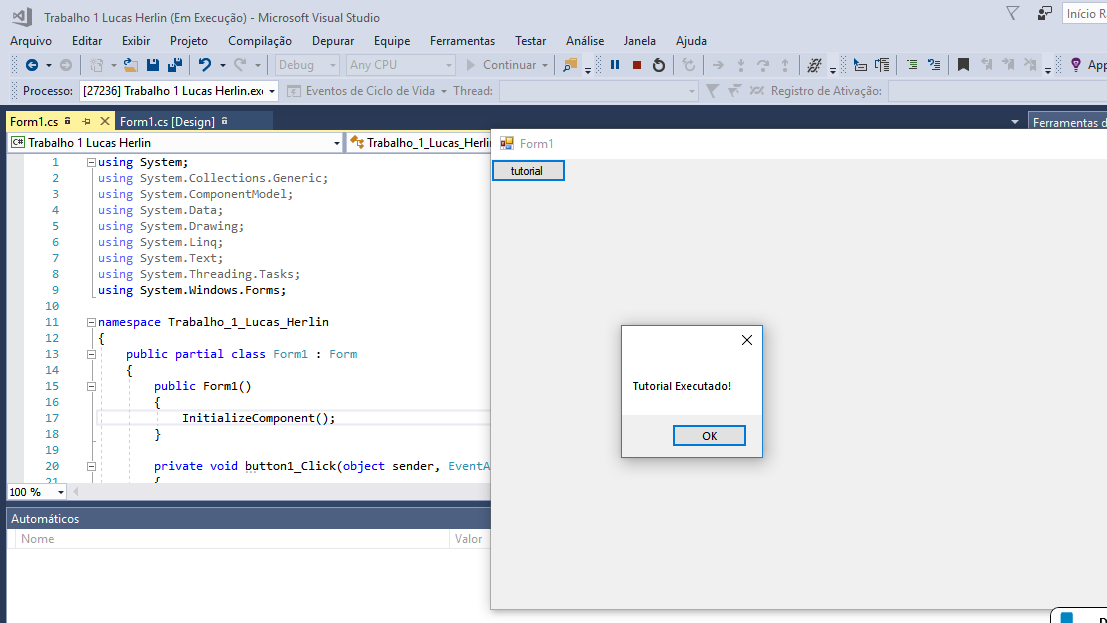 Trabalho 1 Lucas Herlin (Em Execução) - Microsoft Visual Studio
Início R
Arquivo Editar Exibir Projeto Compilação Depurar Equipe Ferramentas Testar Análise Janela Ajuda
Debug Any CPU Continuar App
Processo: [27236] Trabalho 1 Lucas Herlin.exe Eventos de Ciclo de Vida Thread: Registro de Ativação:
Form1.cs Form1.cs [Design] Ferramentas d
C# Trabalho 1 Lucas Herlin Trabalho_1_Lucas_Herlin
Form1
tutorial
1 using System;
2 using System.Collections.Generic;
3 using System.ComponentModel;
4 using System.Data;
5 using System.Drawing;
6 using System.Linq;
7 using System.Text;
8 using System.Threading.Tasks;
9 using System.Windows.Forms;
10
11 namespace Trabalho_1_Lucas_Herlin
12 {
13 public partial class Form1 : Form
14 {
15 public Form1()
16 {
17 InitializeComponent();
18 }
19
20 private void button1_Click(object sender, EventA
21 {
Tutorial Executado!
OK
100 %
Automáticos
Nome Valor